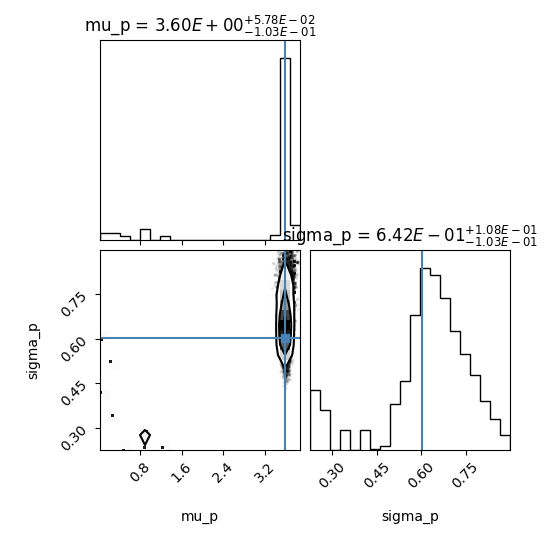 mu_p = 3.60E + 00+5.78E−02 −1.03E−01
sigma_p = 6.42E − 01+1.08E−01 −1.03E−01
sigma_p
0.75
0.60
0.45
0.30
0.8 1.6 2.4 3.2
mu_p
0.30 0.45 0.60 0.75
sigma_p